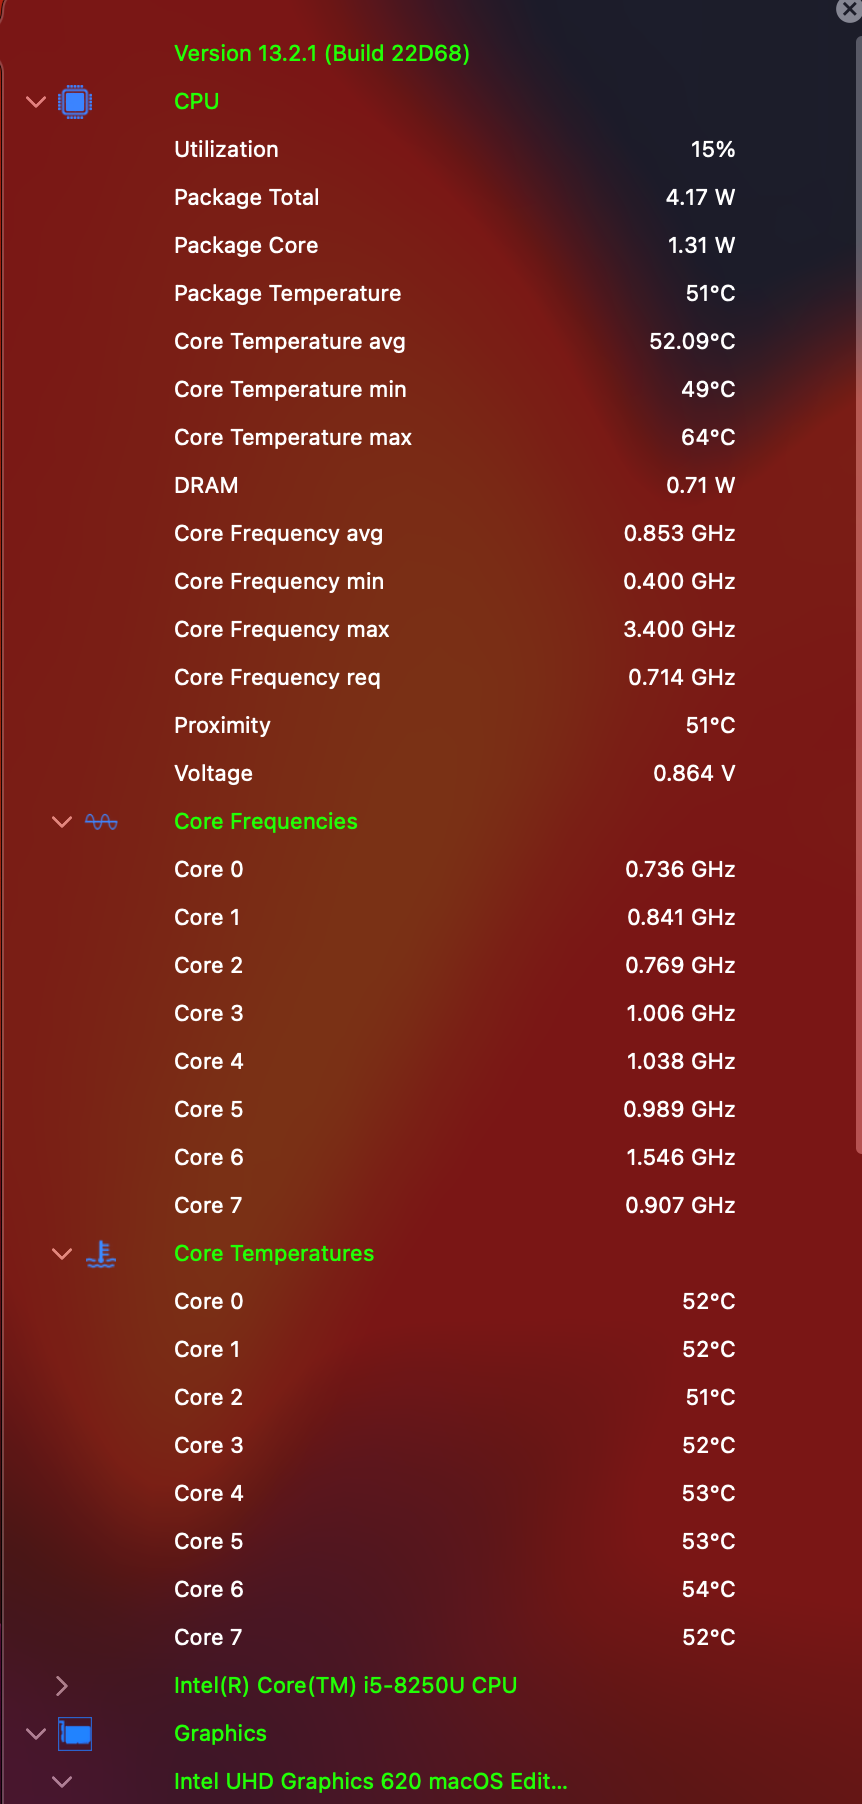 Version 13.2.1 (Build 22D68)
CPU
Utilization 15%
Package Total 4.17 W
Package Core 1.31 W
Package Temperature 51°C
Core Temperature avg 52.09°C
Core Temperature min 49°C
Core Temperature max 64°C
DRAM 0.71 W
Core Frequency avg 0.853 GHz
Core Frequency min 0.400 GHz
Core Frequency max 3.400 GHz
Core Frequency req 0.714 GHz
Proximity 51°C
Voltage 0.864 V
Core Frequencies
Core 0 0.736 GHz
Core 1 0.841 GHz
Core 2 0.769 GHz
Core 3 1.006 GHz
Core 4 1.038 GHz
Core 5 0.989 GHz
Core 6 1.546 GHz
Core 7 0.907 GHz
Core Temperatures
Core 0 52°C
Core 1 52°C
Core 2 51°C
Core 3 52°C
Core 4 53°C
Core 5 53°C
Core 6 54°C
Core 7 52°C
Intel(R) Core(TM) i5-8250U CPU
Graphics
Intel UHD Graphics 620 macOS Edit...